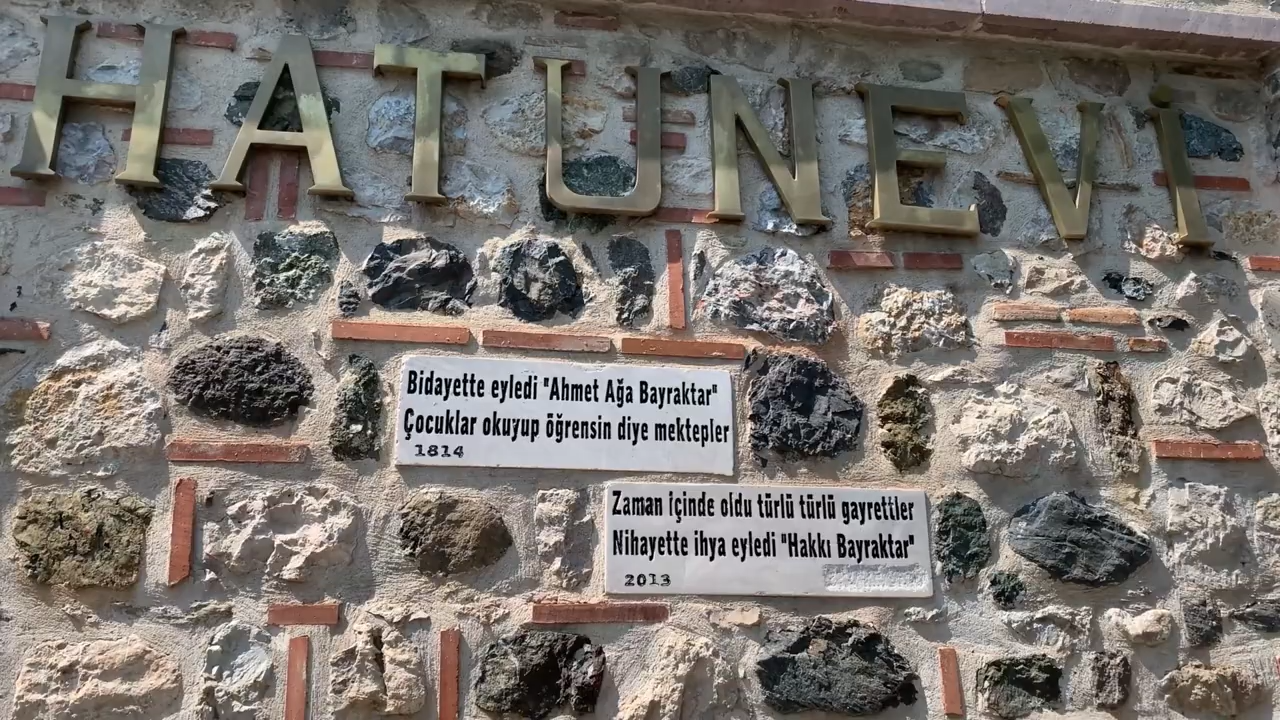 HATUNEVİ
Bidayette eyledi "Ahmet Ağa Bayraktar"
Çocuklar okuyup öğrensin diye mektepler
1814
Zaman içinde oldu türlü türlü gayrettler
Nihayette ihya eyledi "Hakkı Bayraktar"
2013